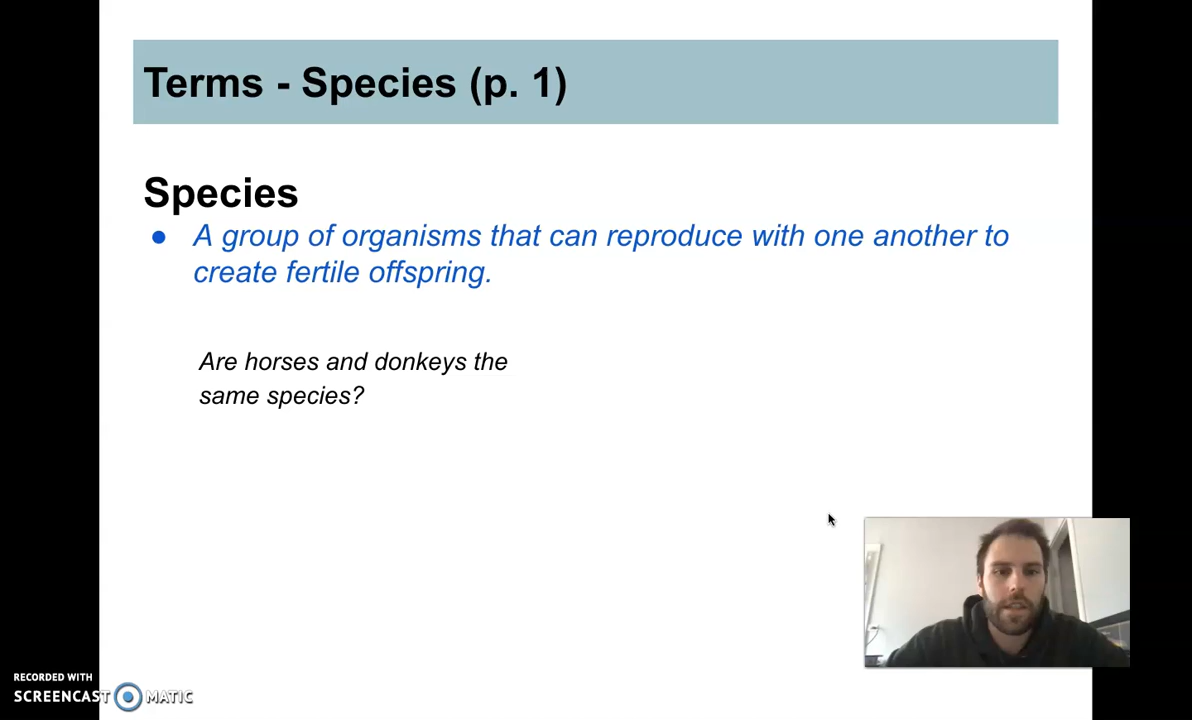 Terms - Species (p. 1)
Species
● A group of organisms that can reproduce with one another to
create fertile offspring.
Are horses and donkeys the
same species?
RECORDED WITH
SCREENCAST MATIC